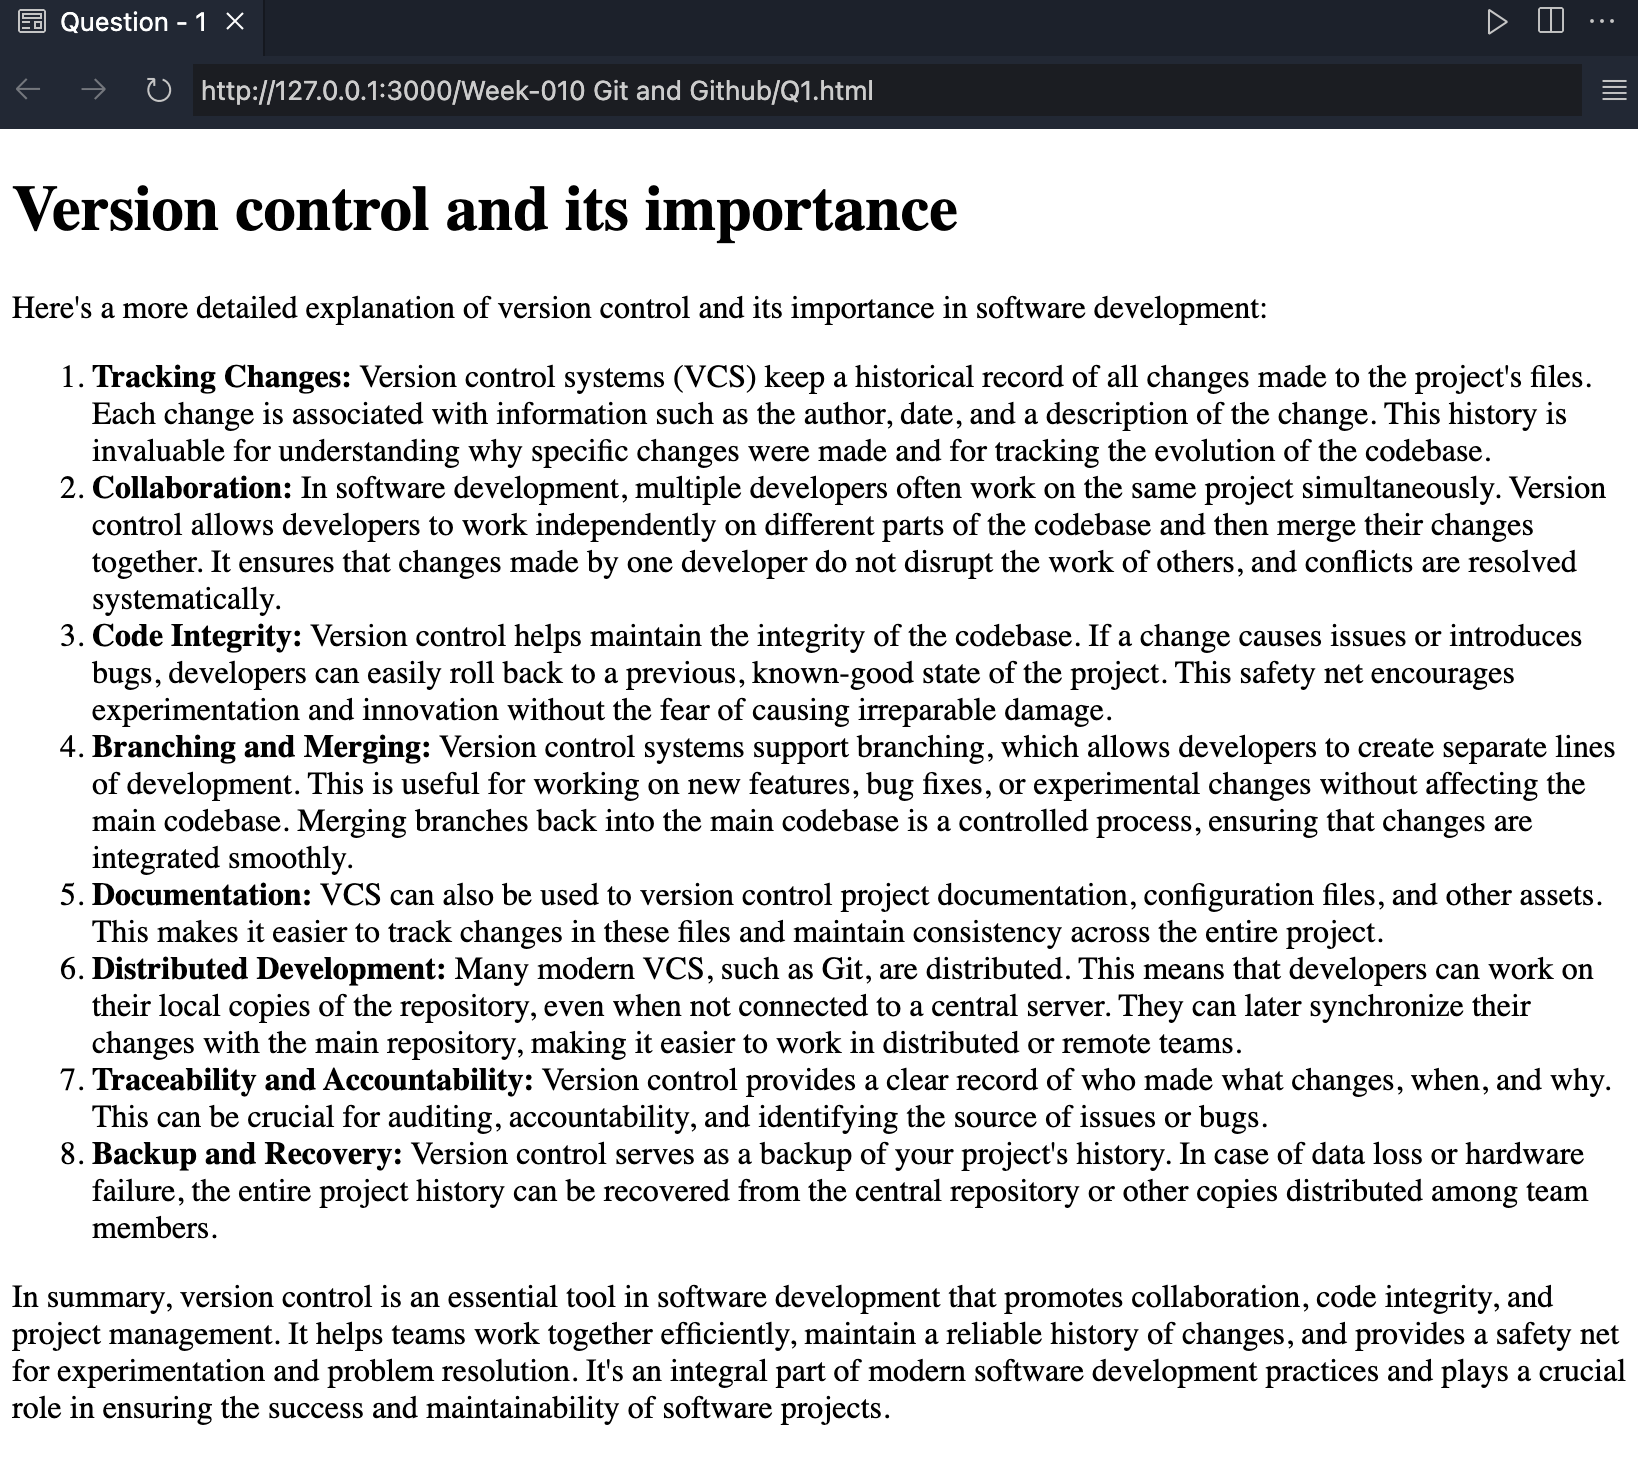 Question - 1
http://127.0.0.1:3000/Week-010 Git and Github/Q1.html
Version control and its importance
Here's a more detailed explanation of version control and its importance in software development:
1. Tracking Changes: Version control systems (VCS) keep a historical record of all changes made to the project's files.
Each change is associated with information such as the author, date, and a description of the change. This history is
invaluable for understanding why specific changes were made and for tracking the evolution of the codebase.
2. Collaboration: In software development, multiple developers often work on the same project simultaneously. Version
control allows developers to work independently on different parts of the codebase and then merge their changes
together. It ensures that changes made by one developer do not disrupt the work of others, and conflicts are resolved
systematically.
3. Code Integrity: Version control helps maintain the integrity of the codebase. If a change causes issues or introduces
bugs, developers can easily roll back to a previous, known-good state of the project. This safety net encourages
experimentation and innovation without the fear of causing irreparable damage.
4. Branching and Merging: Version control systems support branching, which allows developers to create separate lines
of development. This is useful for working on new features, bug fixes, or experimental changes without affecting the
main codebase. Merging branches back into the main codebase is a controlled process, ensuring that changes are
integrated smoothly.
5. Documentation: VCS can also be used to version control project documentation, configuration files, and other assets.
This makes it easier to track changes in these files and maintain consistency across the entire project.
6. Distributed Development: Many modern VCS, such as Git, are distributed. This means that developers can work on
their local copies of the repository, even when not connected to a central server. They can later synchronize their
changes with the main repository, making it easier to work in distributed or remote teams.
7. Traceability and Accountability: Version control provides a clear record of who made what changes, when, and why.
This can be crucial for auditing, accountability, and identifying the source of issues or bugs.
8. Backup and Recovery: Version control serves as a backup of your project's history. In case of data loss or hardware
failure, the entire project history can be recovered from the central repository or other copies distributed among team
members.
In summary, version control is an essential tool in software development that promotes collaboration, code integrity, and
project management. It helps teams work together efficiently, maintain a reliable history of changes, and provides a safety net
for experimentation and problem resolution. It's an integral part of modern software development practices and plays a crucial
role in ensuring the success and maintainability of software projects.